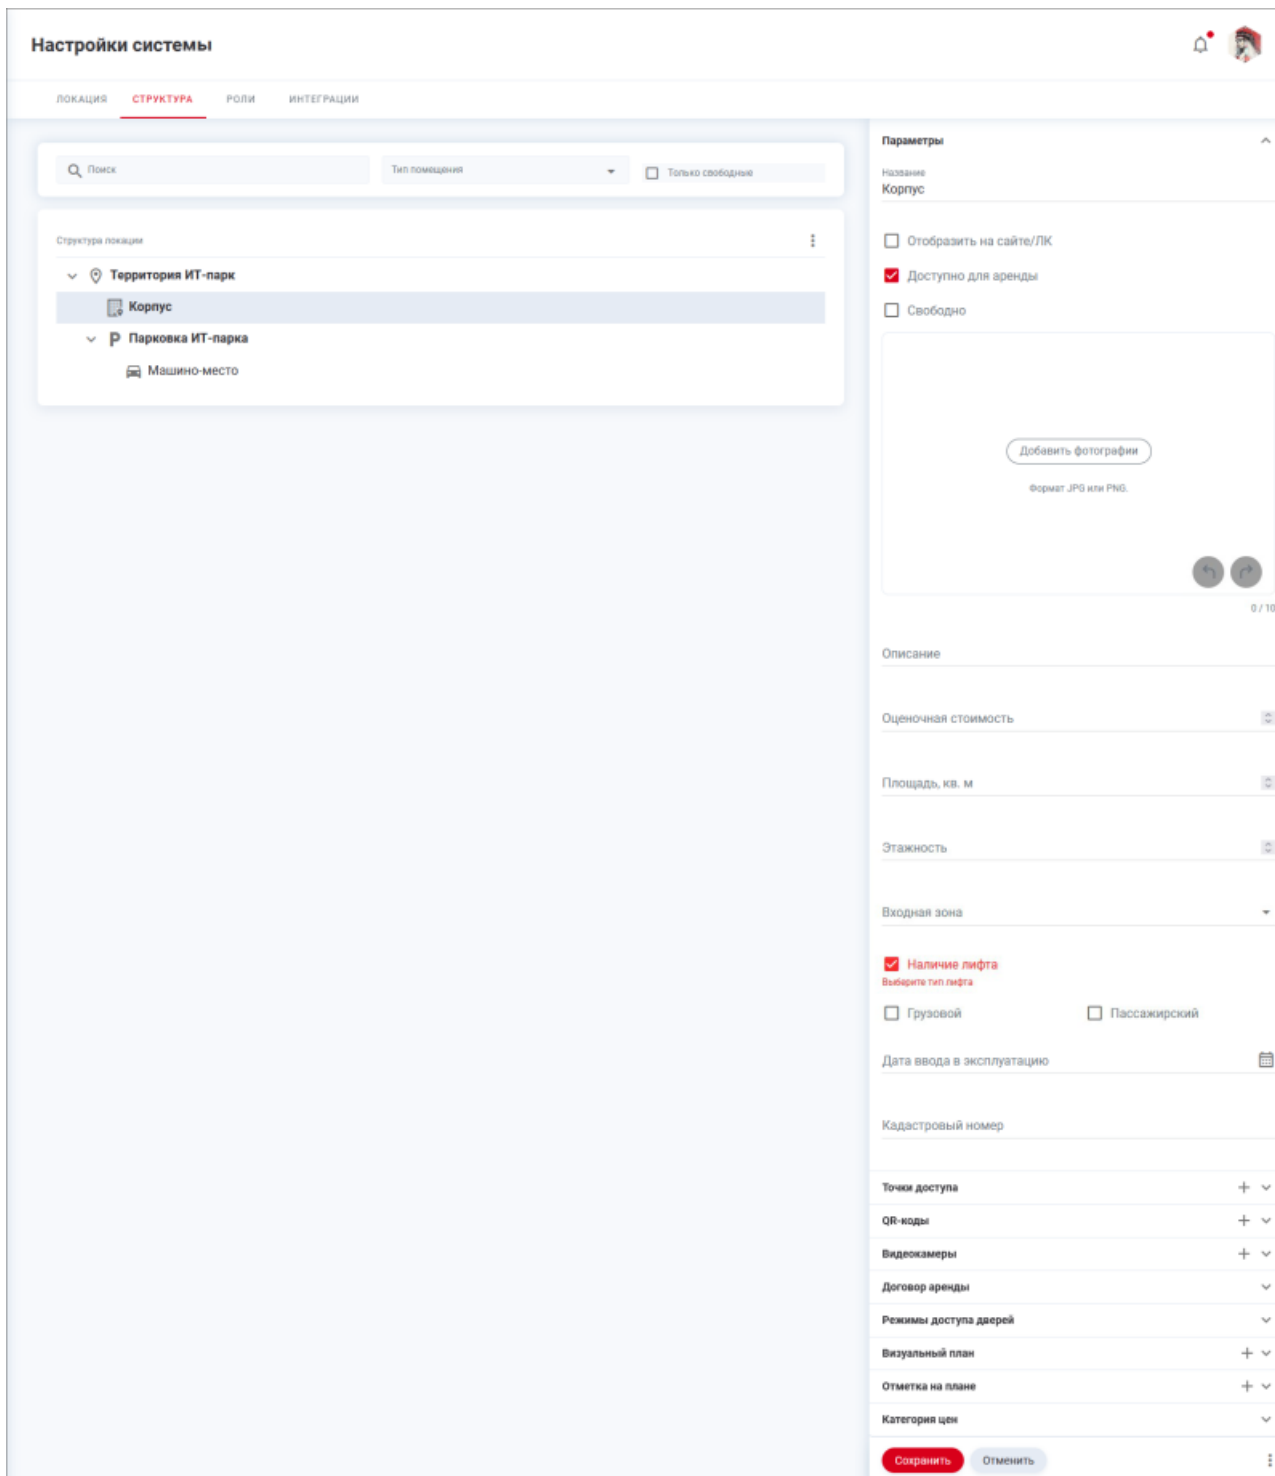 Настройки системы
ЛОКАЦИЯ СТРУКТУРА РОЛИ ИНТЕГРАЦИИ
Поиск
Тип помещения
Только свободные
Структура локации
Территория ИТ-парк
Корпус
Парковка ИТ-парка
Машино-место
Параметры
Название
Корпус
Отобразить на сайте/ЛК
Доступно для аренды
Свободно
Добавить фотографии
Формат JPG или PNG.
0 / 10
Описание
Оценочная стоимость
Площадь, кв. м
Этажность
Входная зона
Наличие лифта
Выберите тип лифта
Грузовой Пассажирский
Дата ввода в эксплуатацию
Кадастровый номер
Точки доступа
QR-коды
Видеокамеры
Договор аренды
Режимы доступа дверей
Визуальный план
Отметка на плане
Категория цен
Сохранить Отменить